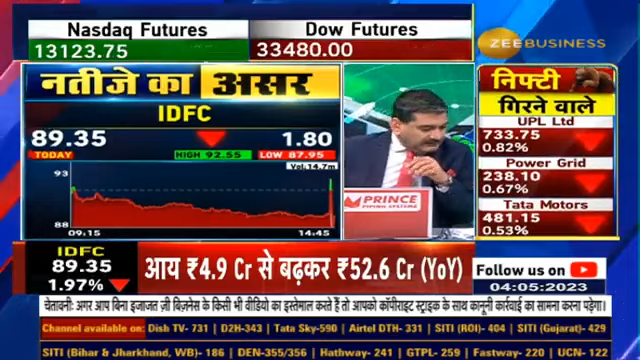 Nasdaq Futures
13123.75
Dow Futures
33480.00
ZEEBUSINESS
नतीजे का असर
IDFC
89.35 1.80
TODAY HIGH 92.55 LOW 87.95
Vol:14.7m
93
88
09:15 14:45
PRINCE
PIPING SYSTEMS
निफ्टी
गिरने वाले
UPL Ltd
733.75
0.82%
Power Grid
238.10
0.67%
Tata Motors
481.15
0.53%
IDFC
89.35
1.97%
आय ₹4.9 Cr से बढ़कर ₹52.6 Cr (YoY)
Follow us on
04:05:2023
चेतावनी: अगर आप बिना इजाजत ज़ी बिज़नेस के किसी भी वीडियो का इस्तेमाल करते हैं तो आपको कॉपीराइट स्ट्राइक के साथ कानूनी कार्रवाई का सामना करना पड़ेगा.
Channel available on: Dish TV- 731 | D2H-343 | Tata Sky-590 | Airtel DTH- 331 | SITI (ROI) - 404 | SITI (Gujarat) - 429
SITI (Bihar & Jharkhand, WB) -186 | DEN-355/356 | Hathway-241 | GTPL-259 | Fastway-220 | UCN-122